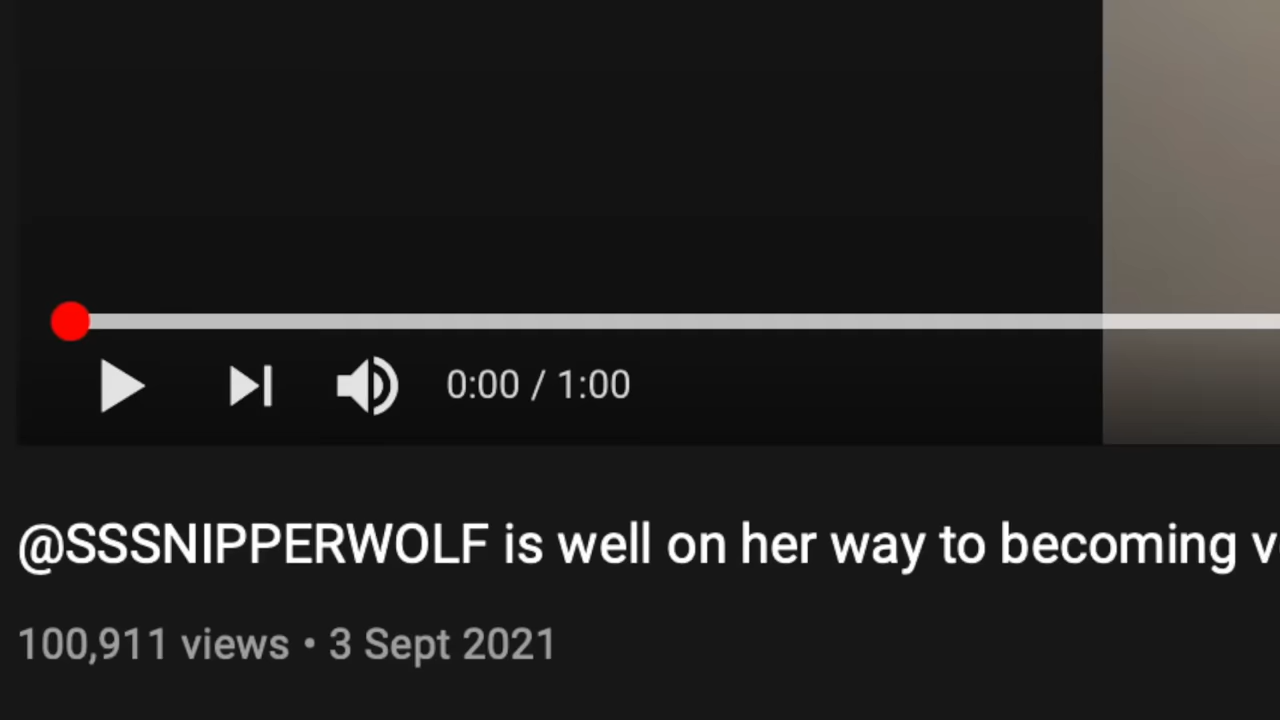 0:00 / 1:00
@SSSNIPPERWOLF is well on her way to becoming v
100,911 views • 3 Sept 2021